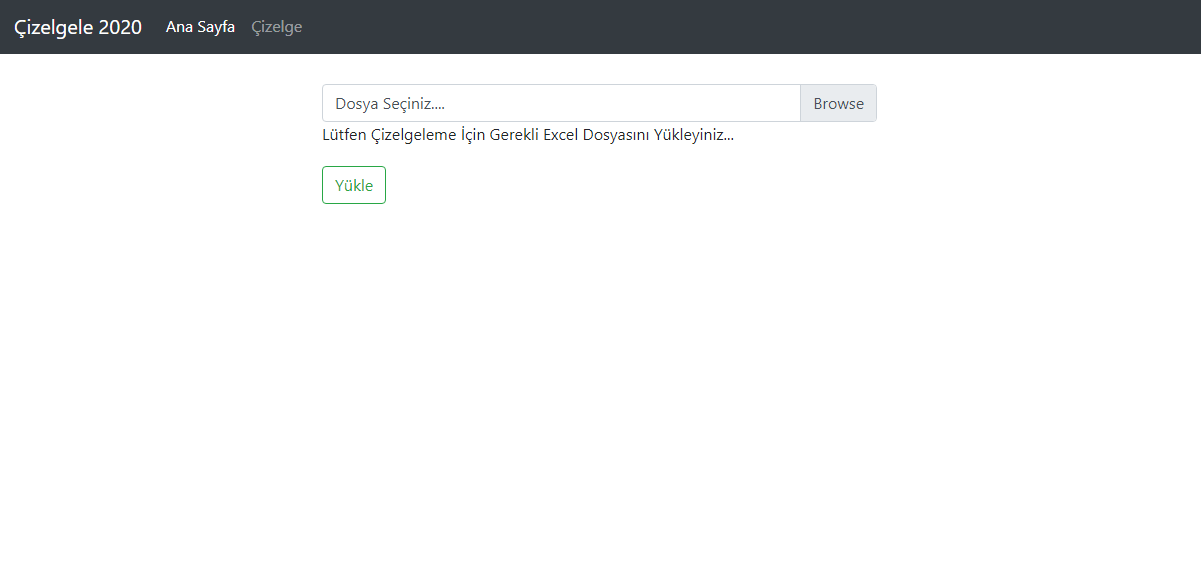 Çizelgele 2020 Ana Sayfa Çizelge
Dosya Seçiniz.... Browse
Lütfen Çizelgeleme İçin Gerekli Excel Dosyasını Yükleyiniz...
Yükle